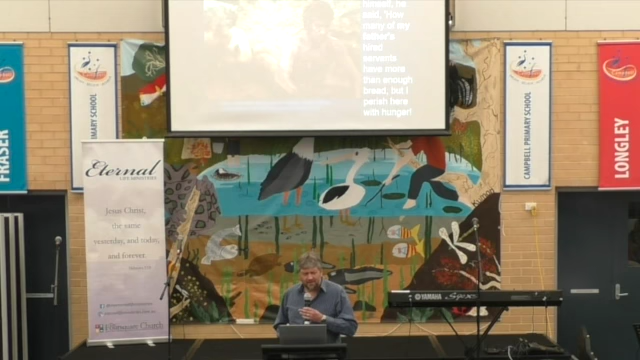 himself, he
said, 'How
many of my
father's
hired
servants
have more
than enough
bread, but I
perish here
with hunger!
FRASER
PRIMARY SCHOOL
CAMPBELL PRIMARY SCHOOL
LONGLEY
Eternal
LIFE MINISTRIES
Jesus Christ,
the same
yesterday, and today,
and forever.
YAMAHA